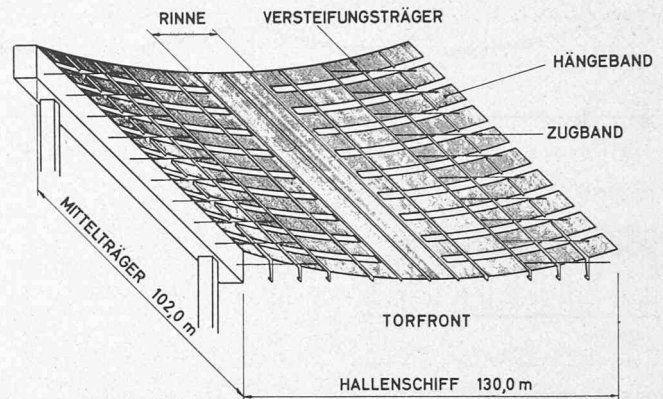 RINNE
VERSTEIFUNGSTRÄGER
HÄNGEBAND
ZUGBAND
MITTELTRÄGER 102,0 m
TORFRONT
HALLENSCHIFF 130,0 m